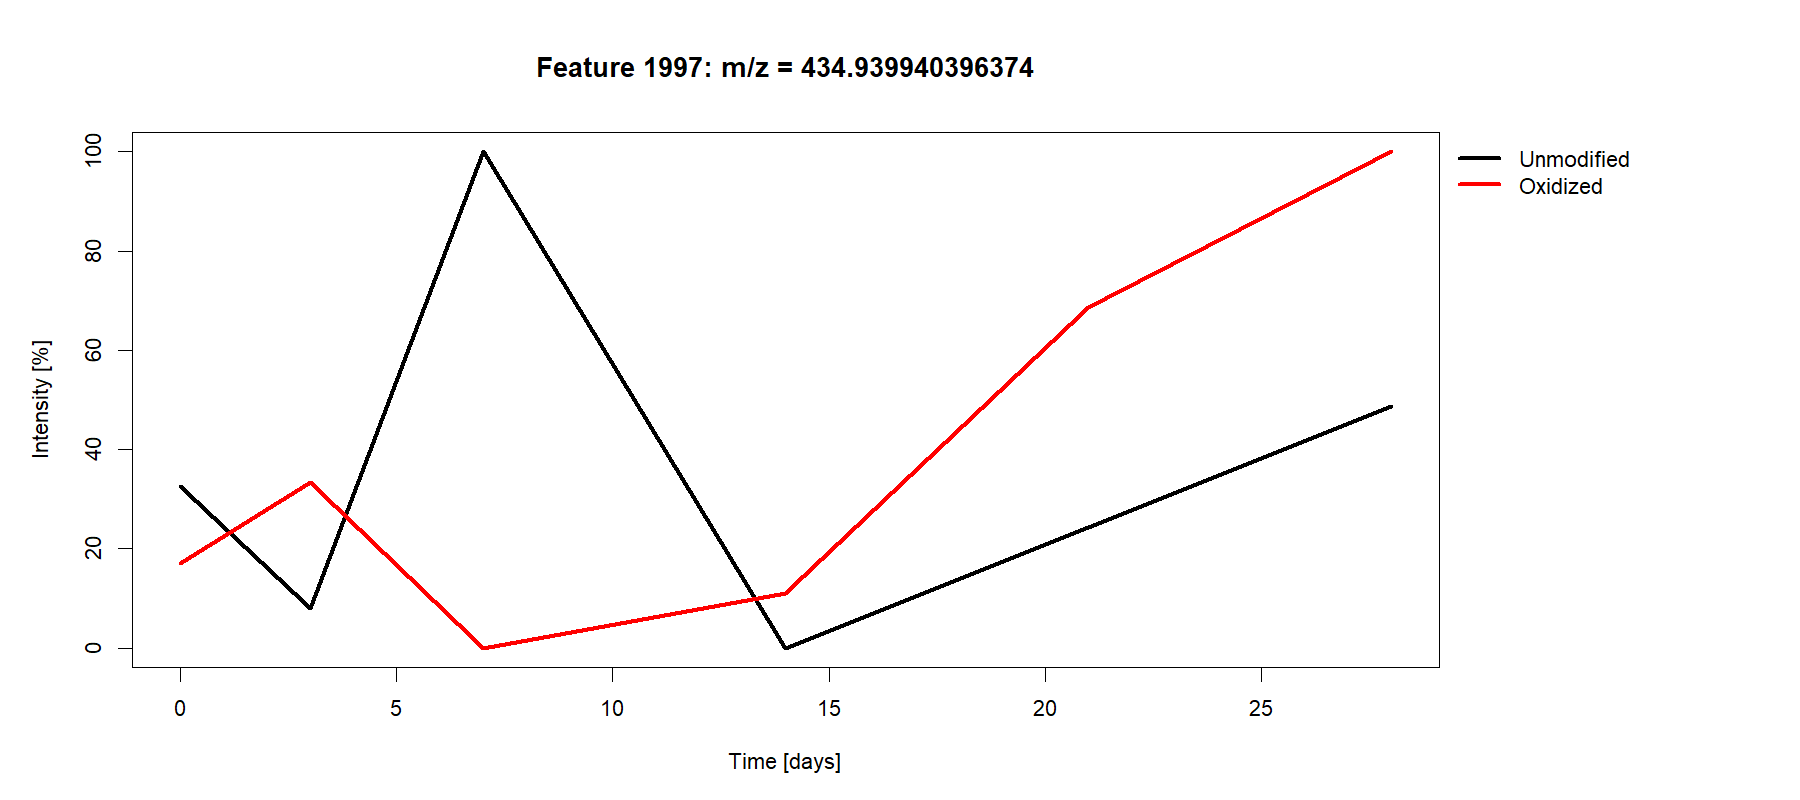 Feature 1997: m/z = 434.939940396374
Unmodified
Oxidized
Intensity [%]
100
80
60
40
20
0
0 5 10 15 20 25
Time [days]